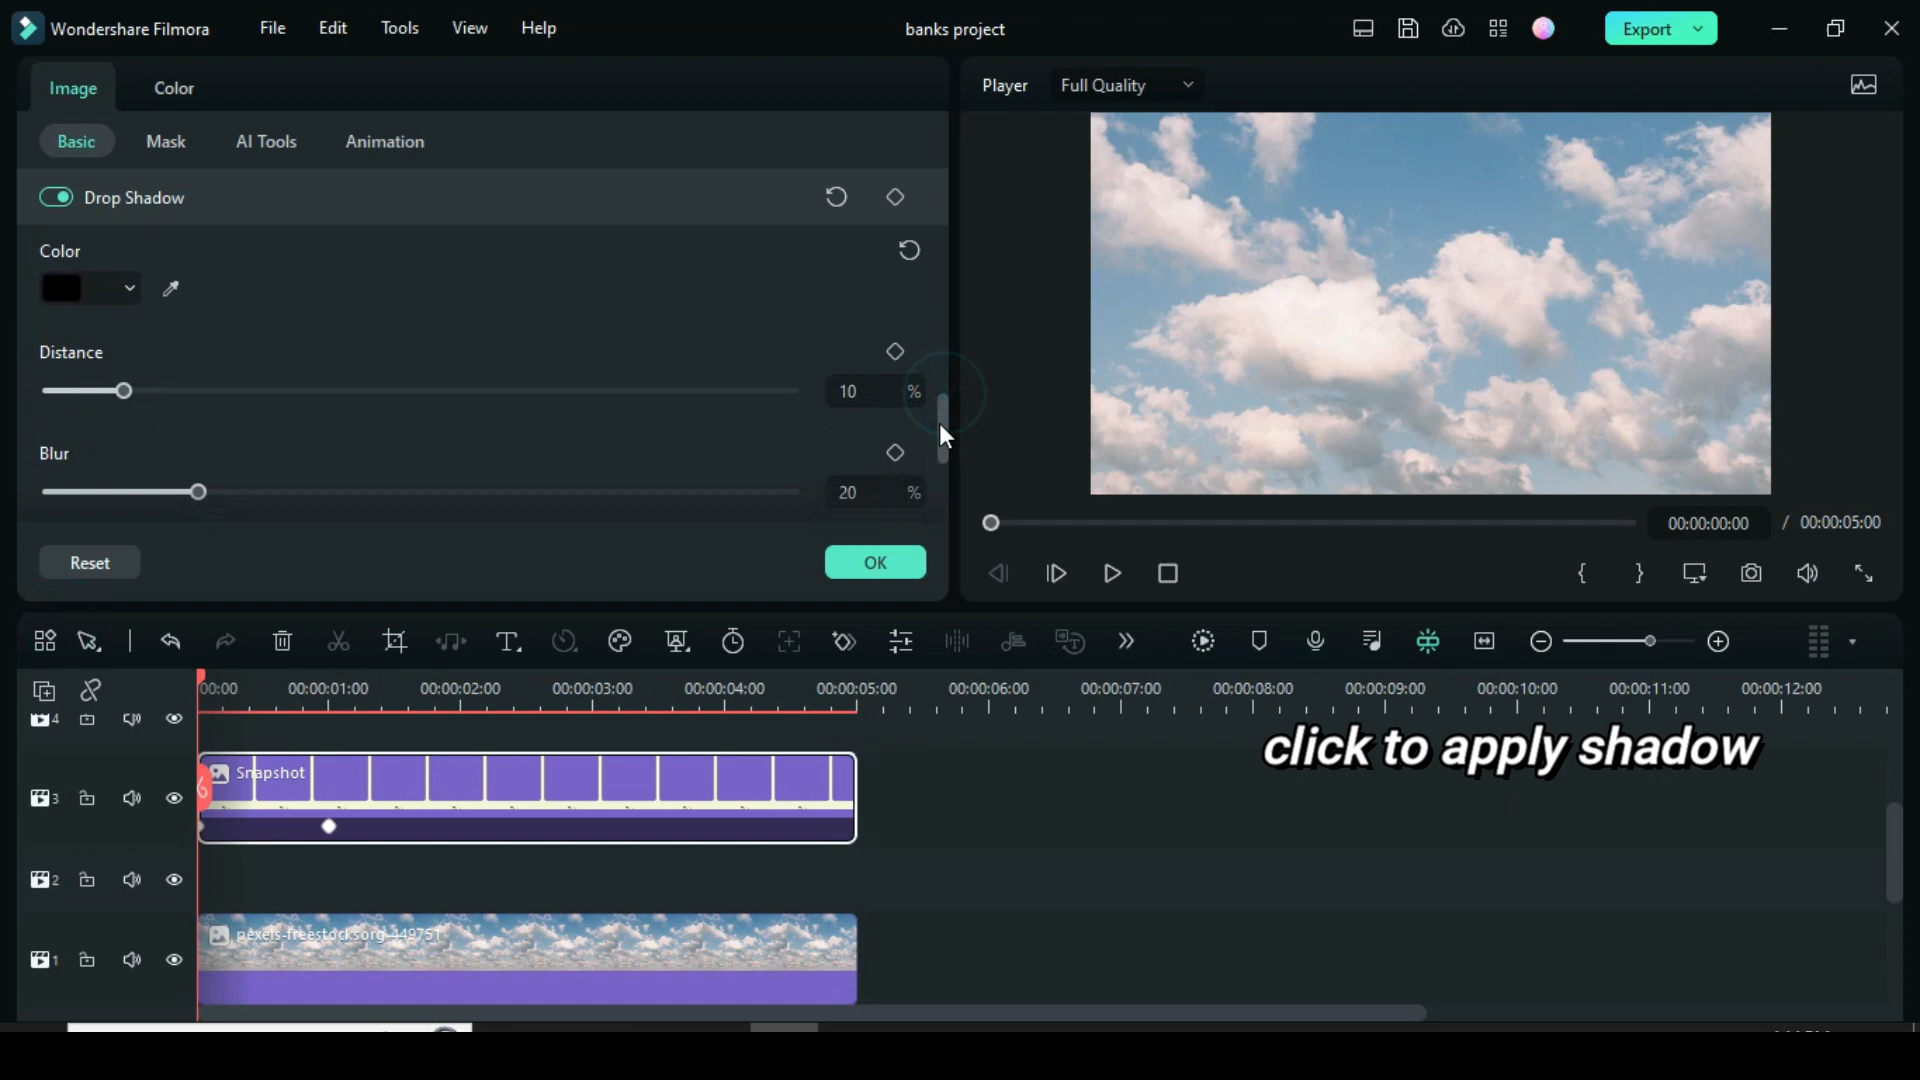 Wondershare Filmora
File Edit Tools View Help
banks project
Export
Image Color
Player Full Quality
Basic Mask AI Tools Animation
Drop Shadow
Color
Distance
10 %
Blur
20 %
00:00:00:00 / 00:00:05:00
Reset OK
00:00 00:00:01:00 00:00:02:00 00:00:03:00 00:00:04:00 00:00:05:00 00:00:06:00 00:00:07:00 00:00:08:00 00:00:09:00 00:00:10:00 00:00:11:00 00:00:12:00
4
click to apply shadow
Snapshot
3
2
pexels-freestocksorg-449751
1